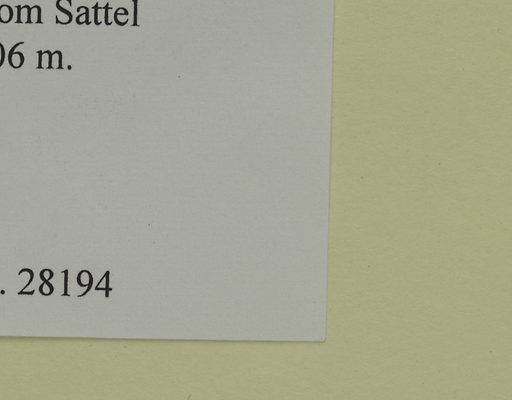 om Sattel
06 m.
. 28194